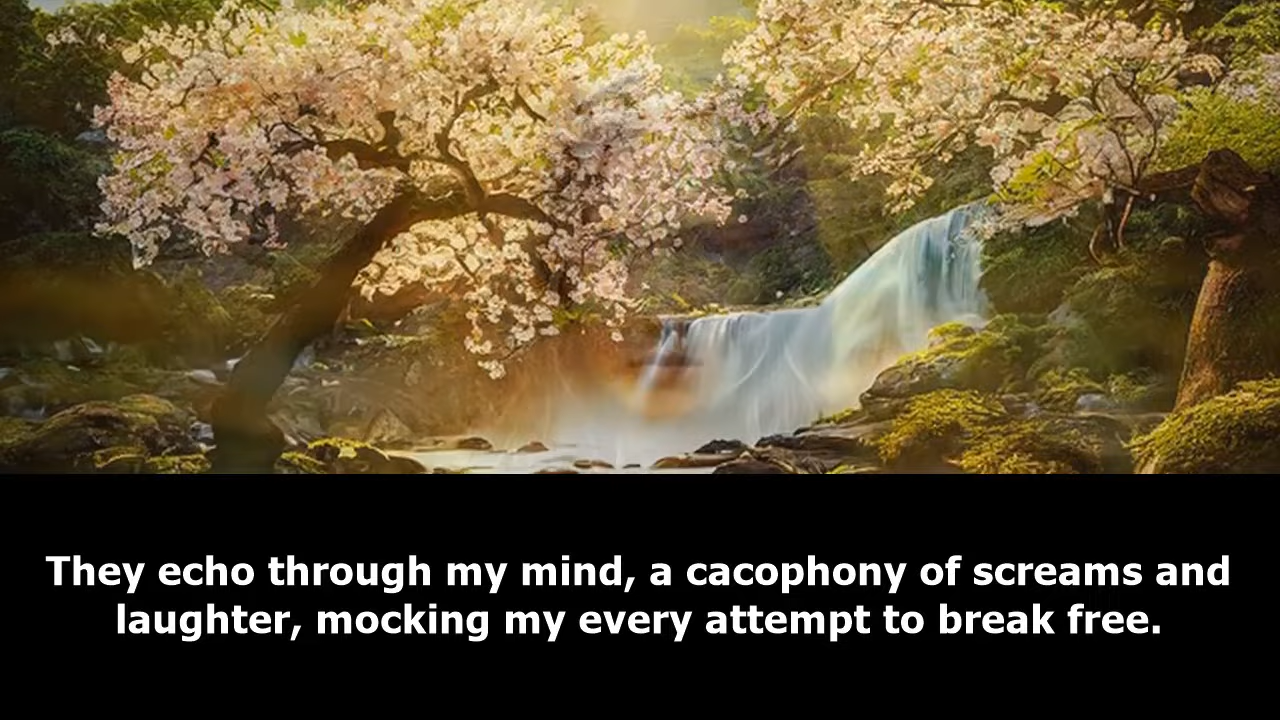 They echo through my mind, a cacophony of screams and
laughter, mocking my every attempt to break free.